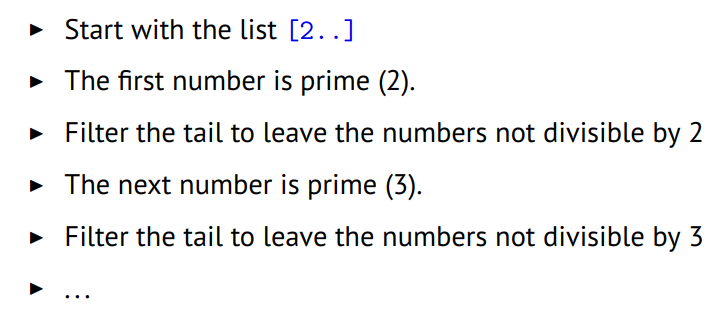 ▶ Start with the list [2..]
▶ The first number is prime (2).
▶ Filter the tail to leave the numbers not divisible by 2
▶ The next number is prime (3).
▶ Filter the tail to leave the numbers not divisible by 3
▶ ...